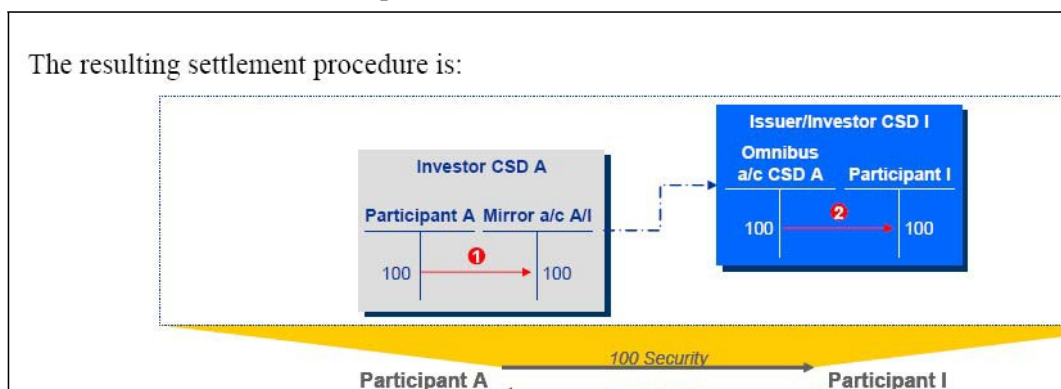 The resulting settlement procedure is:
Issuer/Investor CSD I
Omnibus
a/c CSD A Participant I
Investor CSD A
Participant A Mirror a/c A/I
100 2 100
1
100 100
100 Security
Participant A Participant I